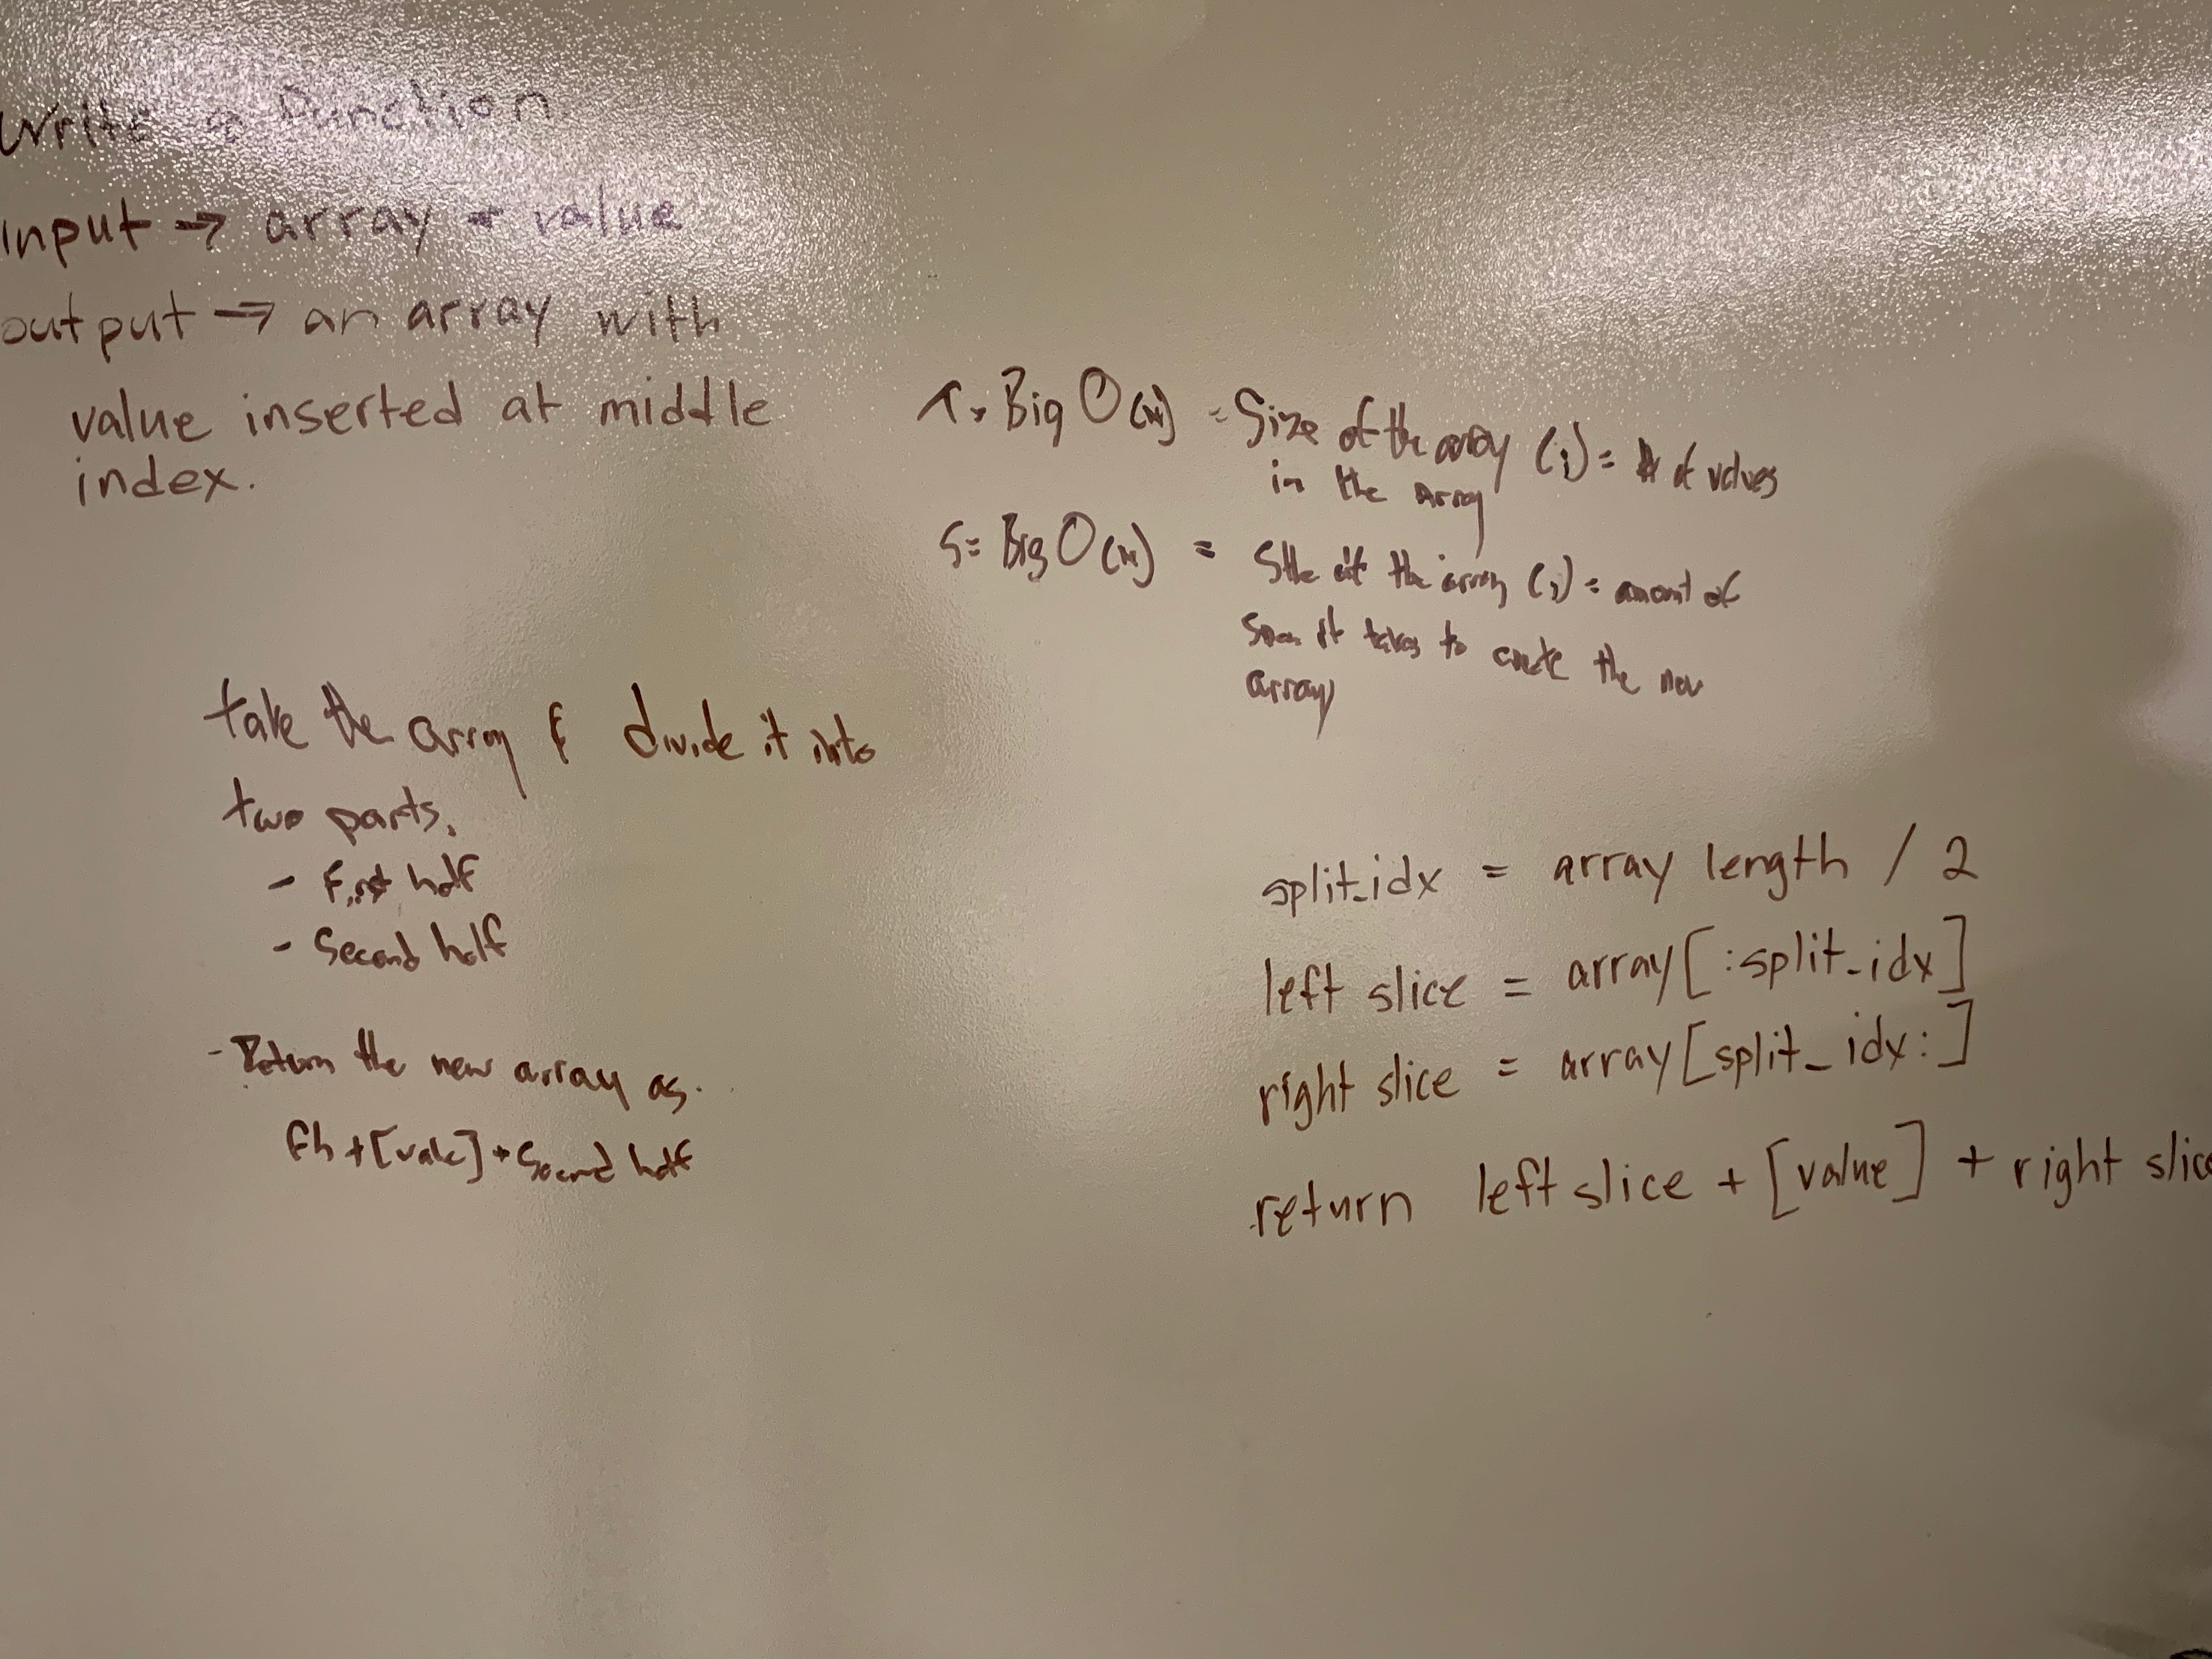 Write a function
input → array + value
output → an array with
value inserted at middle
index.
T= Big O(n) = Size of the array (i) = # of values
in the array
S= Big O(n) = Size of the array (i) = amount of
it takes to create the new
array
take the array & divide it into
two parts.
- First half
- Second half
- Return the new array as.
fh + [value] + Second half
split_idx = array length / 2
left slice = array[:split_idx]
right slice = array[split_idx:]
return left slice + [value] + right slice